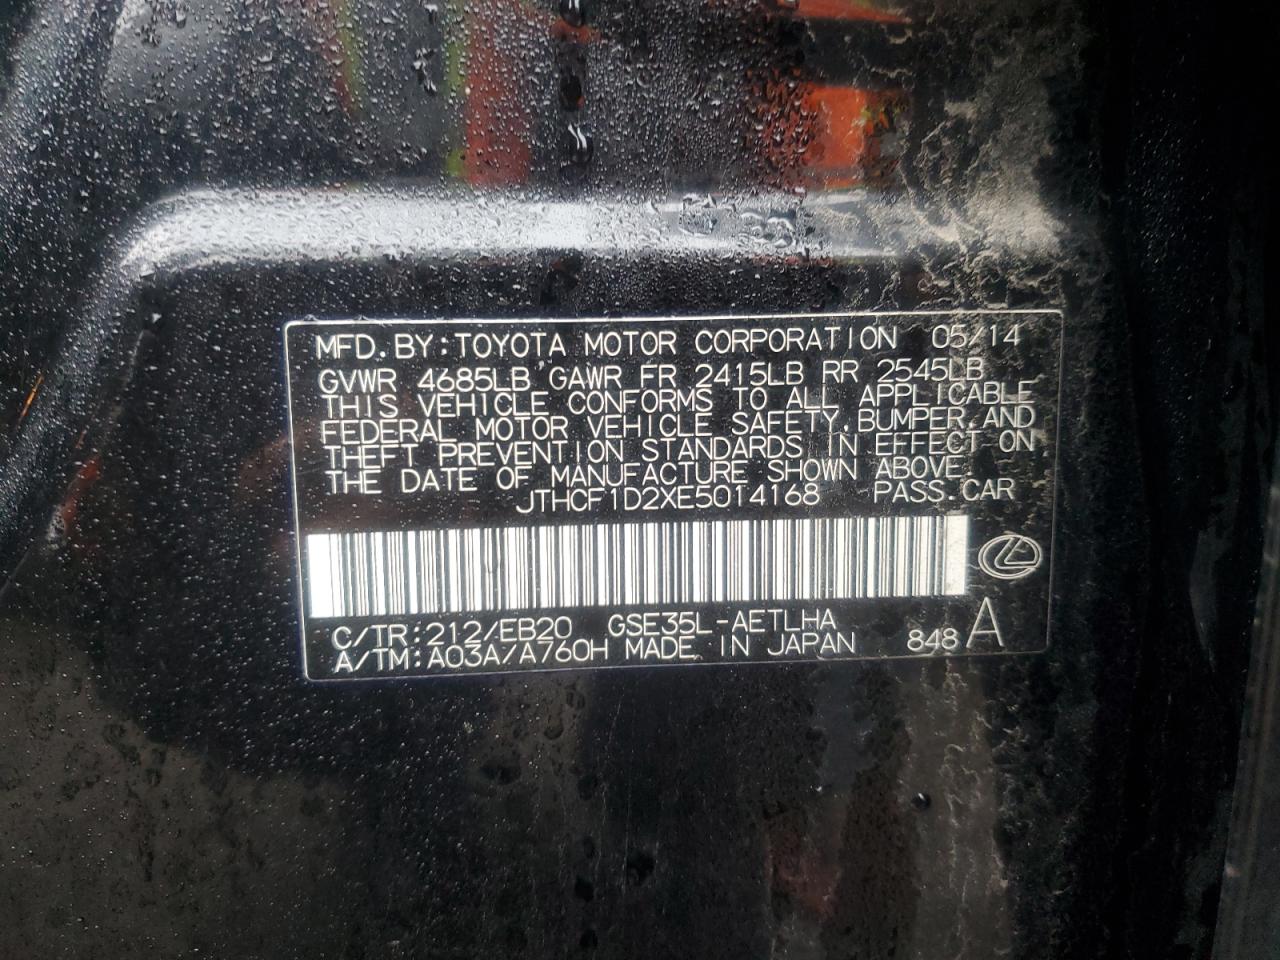 MFD.BY:TOYOTA MOTOR CORPORATION 05/14
GVWR 4685LB GAWR FR 2415LB RR 2545LB
THIS VEHICLE CONFORMS TO ALL APPLICABLE
FEDERAL MOTOR VEHICLE SAFETY,BUMPER,AND
THEFT PREVENTION STANDARDS IN EFFECT ON
THE DATE OF MANUFACTURE SHOWN ABOVE.
JTHCF1D2XE5014168 PASS.CAR
C/TR:212/EB20 GSE35L-AETLHA
A/TM:A03A/A760H MADE IN JAPAN 848 A